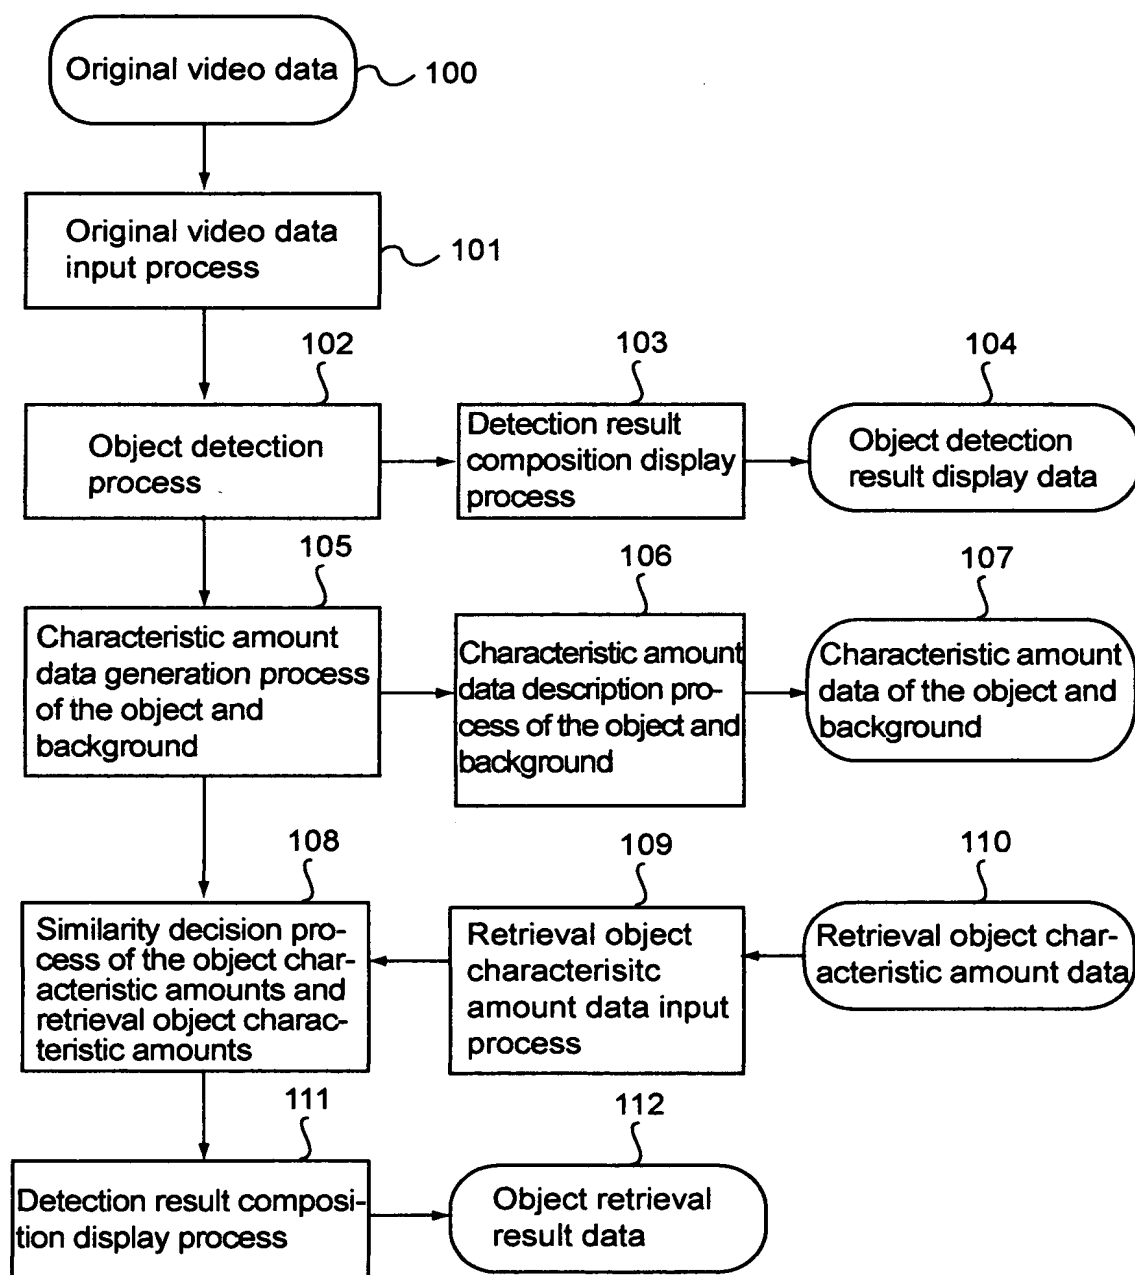 Original video data
100
Original video data
input process
101
102
Object detection
process
103
Detection result
composition display
process
104
Object detection
result display data
105
Characteristic amount
data generation process
of the object and
background
106
Characteristic amount
data description pro-
cess of the object and
background
107
Characteristic amount
data of the object and
background
108
Similarity decision pro-
cess of the object char-
acteristic amounts and
retrieval object charac-
teristic amounts
109
Retrieval object
characterisitc
amount data input
process
110
Retrieval object char-
acteristic amount data
111
Detection result composi-
tion display process
112
Object retrieval
result data